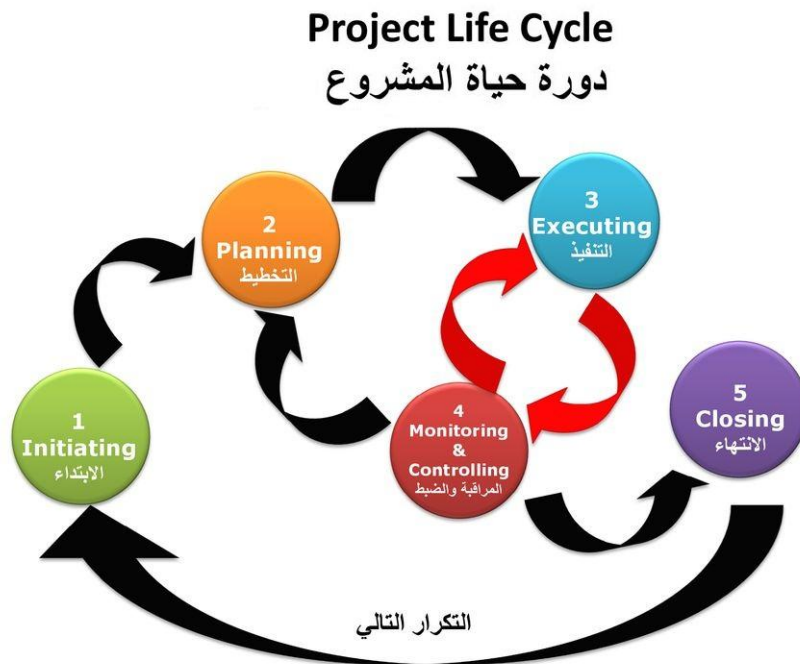 Project Life Cycle
دورة حياة المشروع
2
Planning
التخطيط
3
Executing
التنفيذ
1
Initiating
الابتداء
4
Monitoring
&
Controlling
المراقبة والضبط
5
Closing
الانتهاء
التكرار التالي